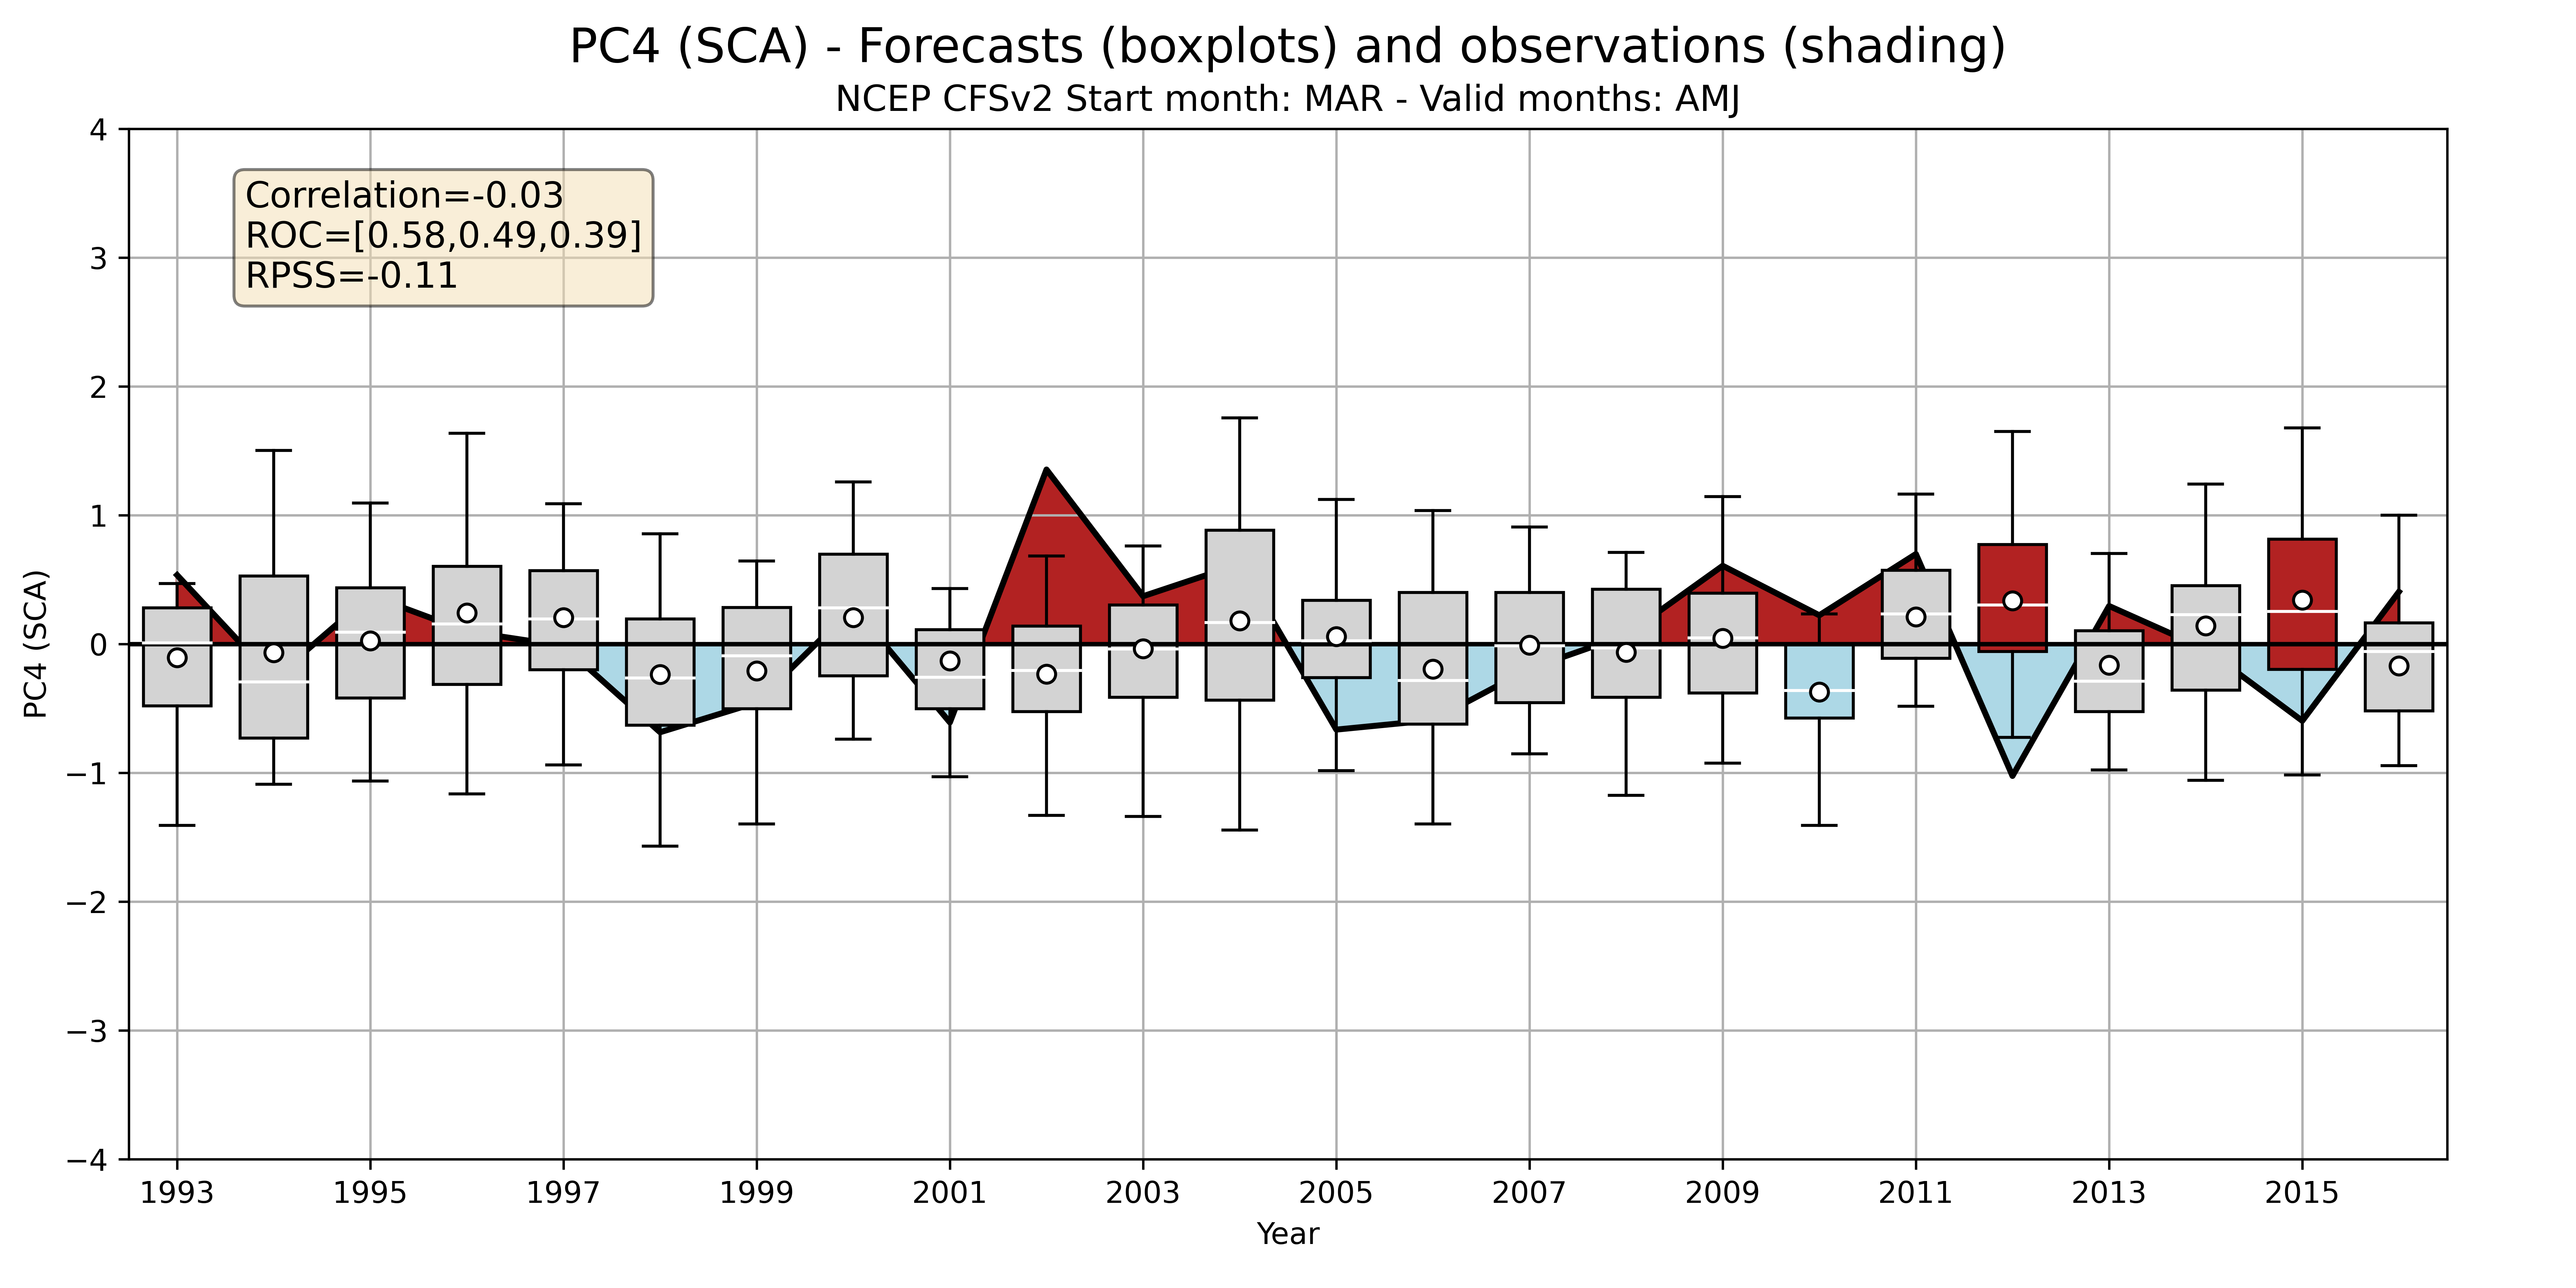 PC4 (SCA) - Forecasts (boxplots) and observations (shading)
NCEP CFSv2 Start month: MAR - Valid months: AMJ
Correlation=-0.03
ROC=[0.58,0.49,0.39]
RPSS=-0.11
PC4 (SCA)
4
3
2
1
0
−1
−2
−3
−4
1993 1995 1997 1999 2001 2003 2005 2007 2009 2011 2013 2015
Year